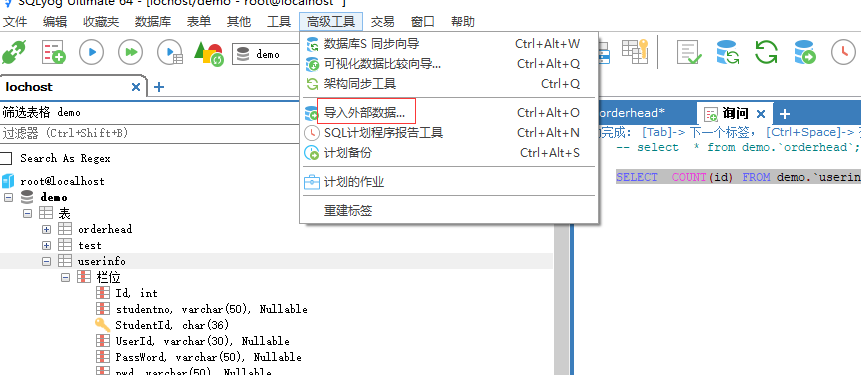 SQLyog Ultimate 64 - [lochost/demo - root@localhost*]
文件 编辑 收藏夹 数据库 表单 其他 工具 高级工具 交易 窗口 帮助
demo
数据库S 同步向导 Ctrl+Alt+W
可视化数据比较向导... Ctrl+Alt+Q
架构同步工具 Ctrl+Q
导入外部数据... Ctrl+Alt+O
SQL计划程序报告工具 Ctrl+Alt+N
计划备份 Ctrl+Alt+S
计划的作业
重建标签
lochost
筛选表格 demo
过滤器 (Ctrl+Shift+B)
Search As Regex
root@localhost
demo
表
orderhead
test
userinfo
栏位
Id, int
studentno, varchar(50), Nullable
StudentId, char(36)
UserId, varchar(30), Nullable
PassWord, varchar(50), Nullable
pwd, varchar(50), Nullable
orderhead* 询问
完成: [Tab]-> 下一个标签, [Ctrl+Space]->
-- select * from demo.`orderhead`;
SELECT COUNT(id) FROM demo.`userin